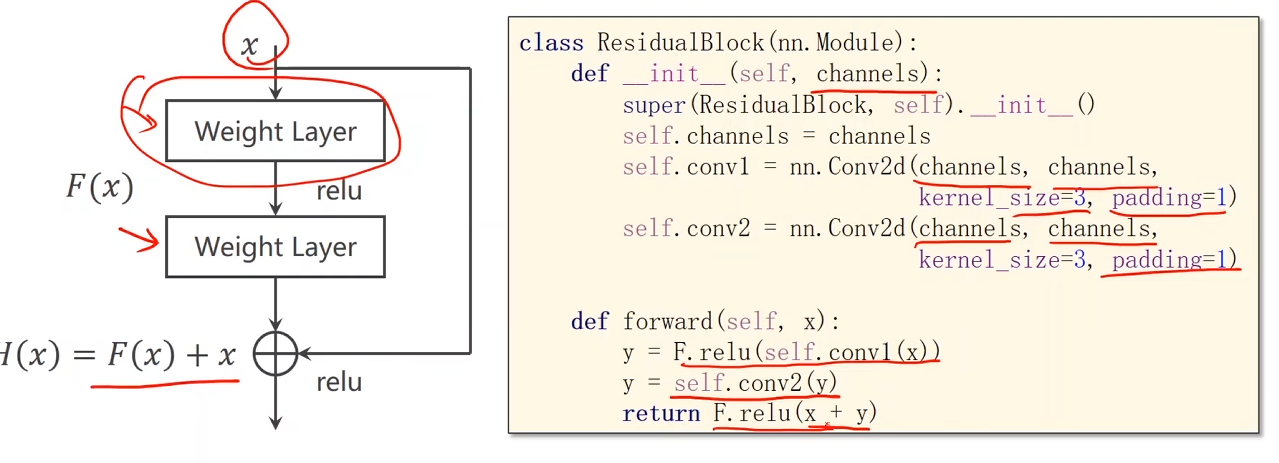 x
Weight Layer
F(x)
relu
Weight Layer
H(x) = F(x) + x
relu
class ResidualBlock(nn.Module):
def __init__(self, channels):
super(ResidualBlock, self).__init__()
self.channels = channels
self.conv1 = nn.Conv2d(channels, channels,
kernel_size=3, padding=1)
self.conv2 = nn.Conv2d(channels, channels,
kernel_size=3, padding=1)
def forward(self, x):
y = F.relu(self.conv1(x))
y = self.conv2(y)
return F.relu(x + y)